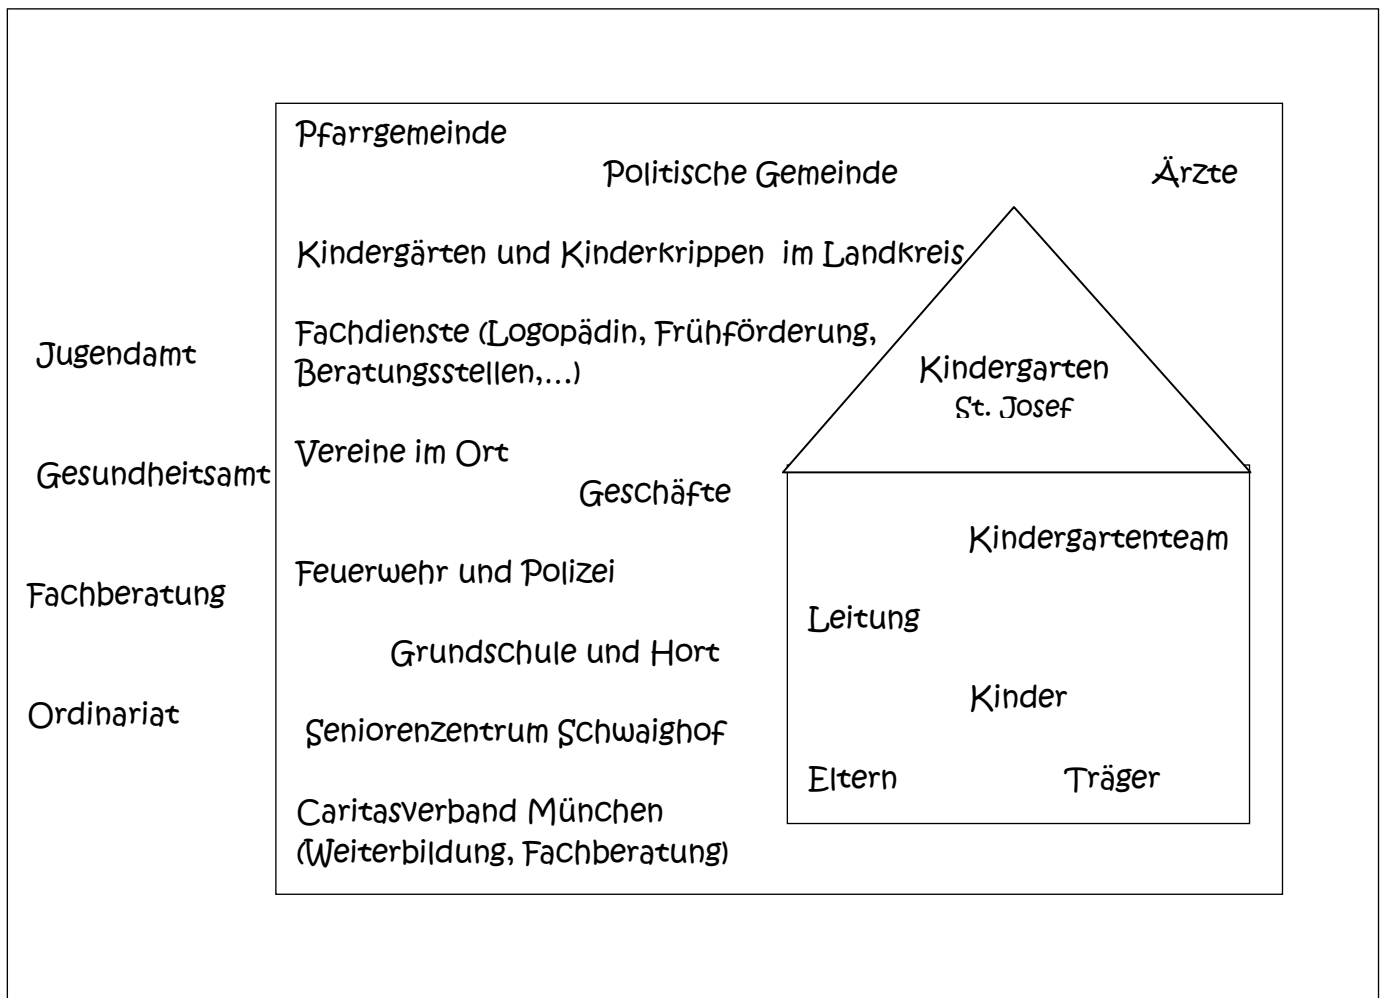 Pfarrgemeinde
Politische Gemeinde
Ärzte
Kindergärten und Kinderkrippen im Landkreis
Fachdienste (Logopädin, Frühförderung,
Beratungsstellen,...)
Jugendamt
Kindergarten
St. Josef
Vereine im Ort
Gesundheitsamt
Geschäfte
Kindergartenteam
Feuerwehr und Polizei
Fachberatung
Leitung
Grundschule und Hort
Kinder
Ordinariat
Seniorenzentrum Schwaighof
Eltern
Träger
Caritasverband München
(Weiterbildung, Fachberatung)